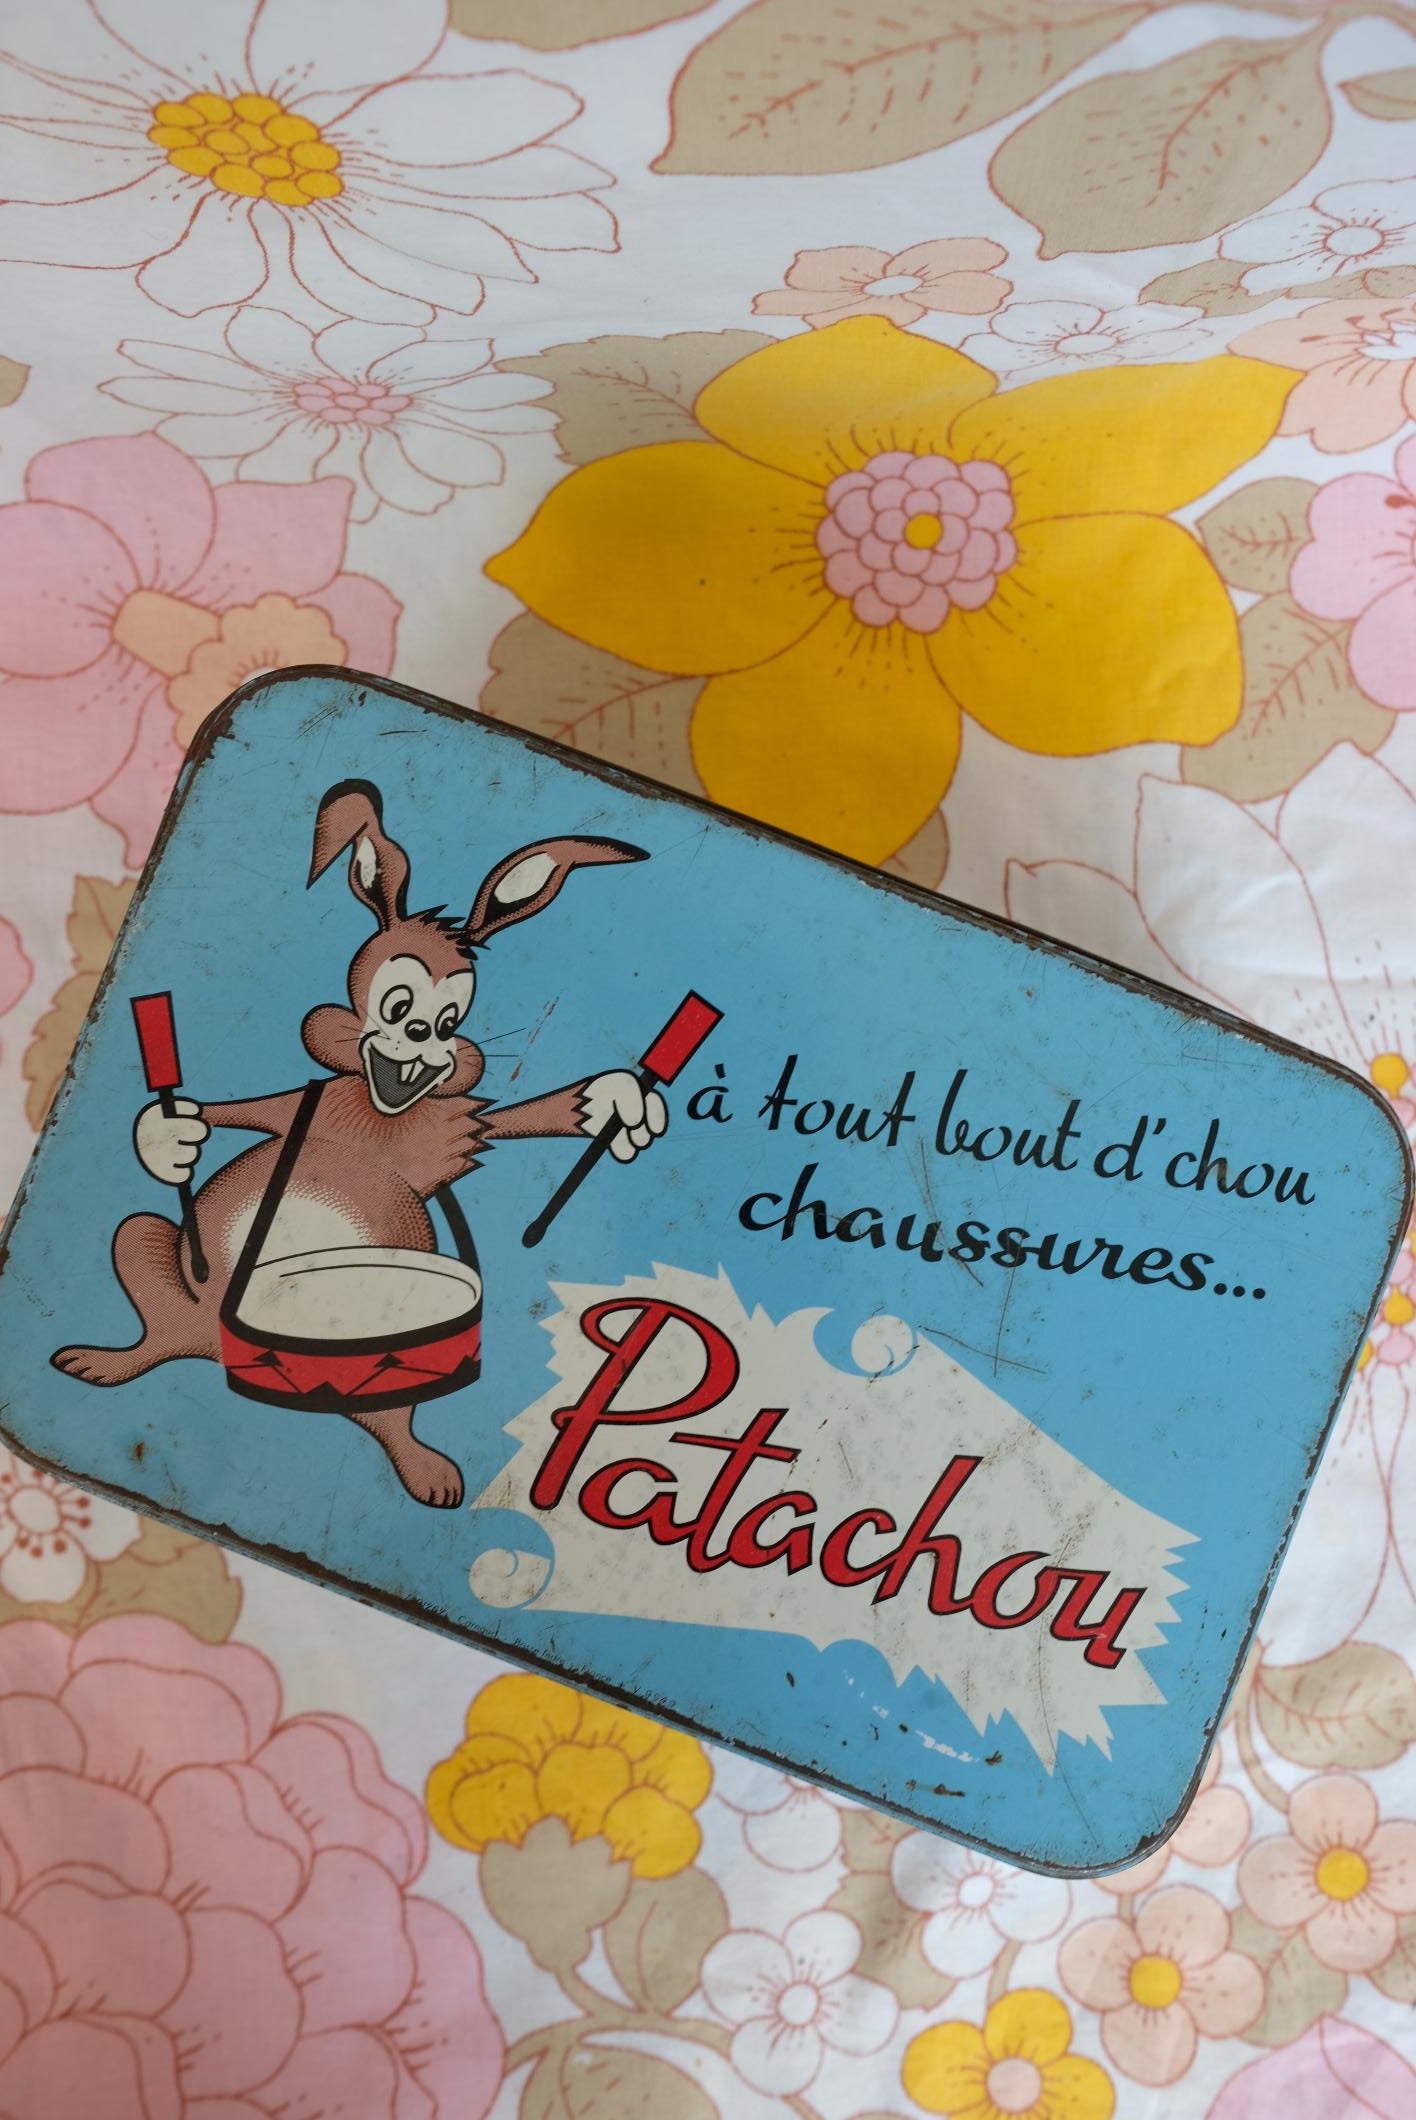 à tout bout d'chou
chaussures...
Patachou